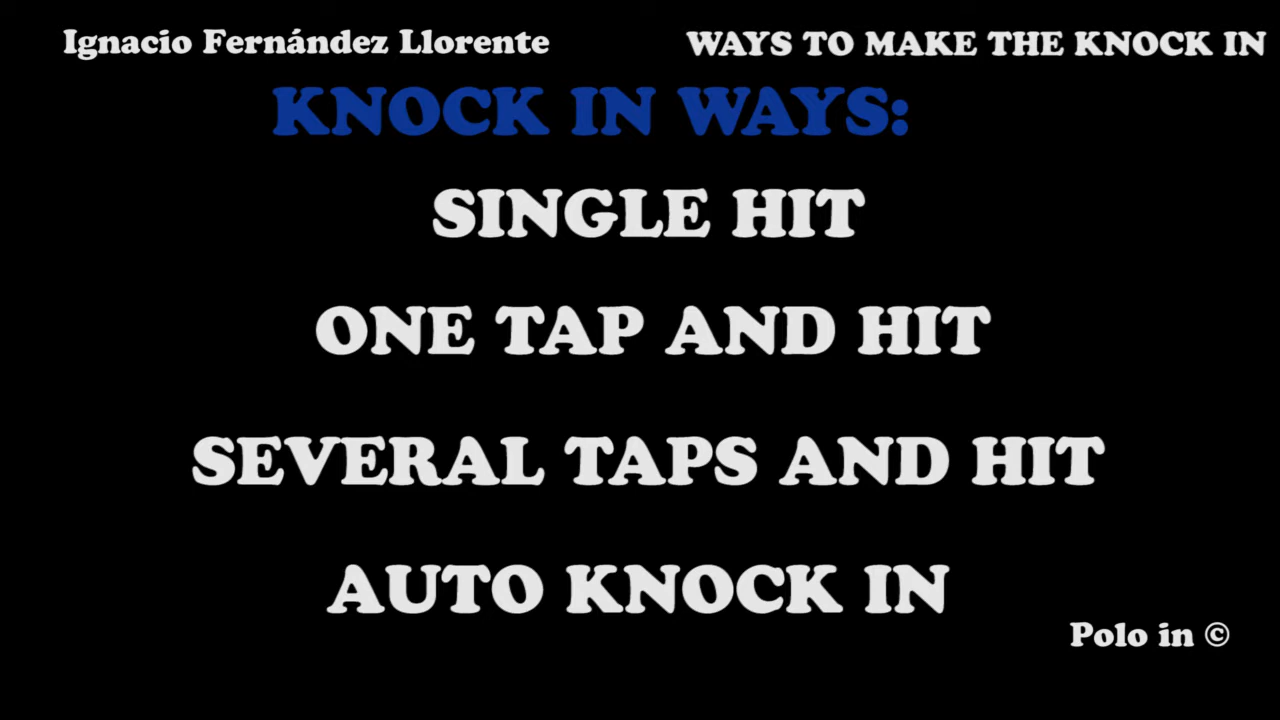 Ignacio Fernández Llorente
WAYS TO MAKE THE KNOCK IN
KNOCK IN WAYS:
SINGLE HIT
ONE TAP AND HIT
SEVERAL TAPS AND HIT
AUTO KNOCK IN
Polo in ©